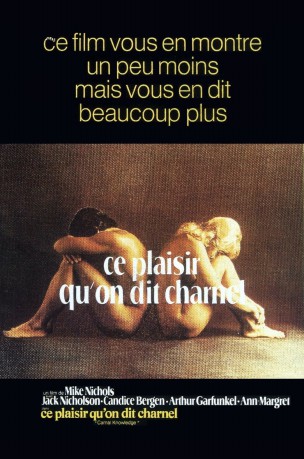 ce film vous en montre
un peu moins
mais vous en dit
beaucoup plus
ce plaisir
qu'on dit charnel
un film de Mike Nichols
Jack Nicholson-Candice Bergen-Arthur Garfunkel-Ann-Margret
ce plaisir qu'on dit charnel
"Carnal Knowledge"